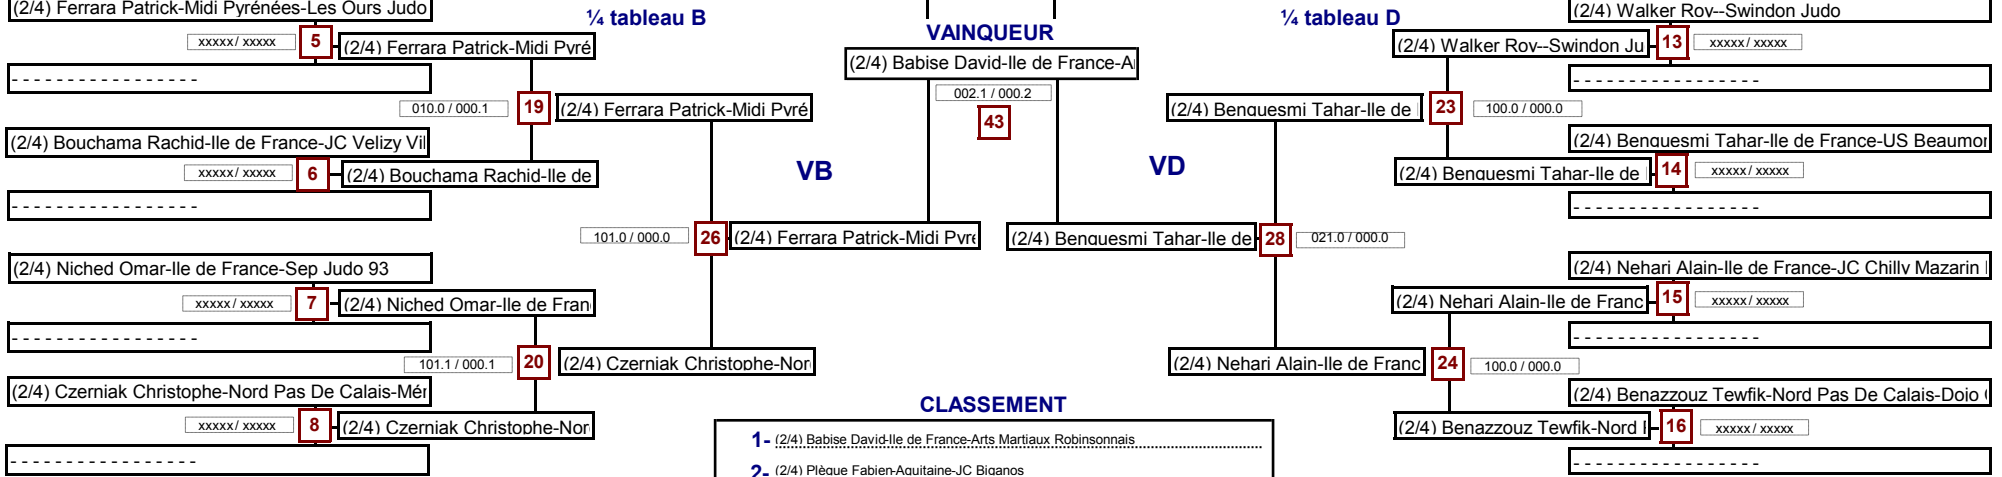 (2/4) Ferrara Patrick-Midi Pyrénées-Les Ours Judo
¼ tableau B
xxxxx / xxxxx
5
(2/4) Ferrara Patrick-Midi Pyré
- - - - - - - - - - - - - - - - -
010.0 / 000.1
19
(2/4) Ferrara Patrick-Midi Pyré
(2/4) Bouchama Rachid-Ile de France-JC Velizy Vil
xxxxx / xxxxx
6
(2/4) Bouchama Rachid-Ile de
- - - - - - - - - - - - - - - - -
VB
101.0 / 000.0
26
(2/4) Ferrara Patrick-Midi Pyré
(2/4) Niched Omar-Ile de France-Sep Judo 93
xxxxx / xxxxx
7
(2/4) Niched Omar-Ile de Fran
- - - - - - - - - - - - - - - - -
101.1 / 000.1
20
(2/4) Czerniak Christophe-Nor
(2/4) Czerniak Christophe-Nord Pas De Calais-Mér
xxxxx / xxxxx
8
(2/4) Czerniak Christophe-Nor
- - - - - - - - - - - - - - - - -
VAINQUEUR
(2/4) Babise David-Ile de France-A
002.1 / 000.2
43
¼ tableau D
(2/4) Walker Roy--Swindon Judo
(2/4) Walker Roy--Swindon Ju
13
xxxxx / xxxxx
- - - - - - - - - - - - - - - - -
(2/4) Benguesmi Tahar-Ile de
23
100.0 / 000.0
(2/4) Benguesmi Tahar-Ile de France-US Beaumon
(2/4) Benguesmi Tahar-Ile de
14
xxxxx / xxxxx
- - - - - - - - - - - - - - - - -
VD
(2/4) Benguesmi Tahar-Ile de
28
021.0 / 000.0
(2/4) Nehari Alain-Ile de France-JC Chilly Mazarin
(2/4) Nehari Alain-Ile de Franc
15
xxxxx / xxxxx
- - - - - - - - - - - - - - - - -
(2/4) Nehari Alain-Ile de Franc
24
100.0 / 000.0
(2/4) Benazzouz Tewfik-Nord Pas De Calais-Dojo
(2/4) Benazzouz Tewfik-Nord
16
xxxxx / xxxxx
- - - - - - - - - - - - - - - - -
CLASSEMENT
1- (2/4) Babise David-Ile de France-Arts Martiaux Robinsonnais
2- (2/4) Plègue Fabien-Aquitaine-JC Biganos